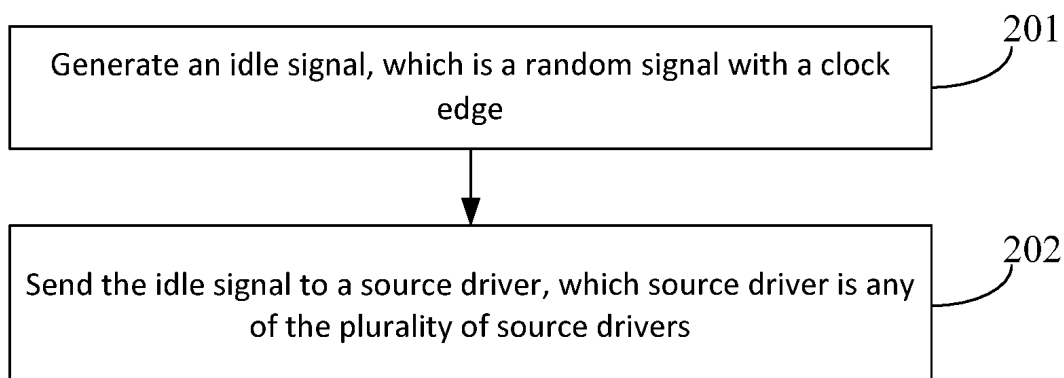 201
Generate an idle signal, which is a random signal with a clock
edge
202
Send the idle signal to a source driver, which source driver is any
of the plurality of source drivers